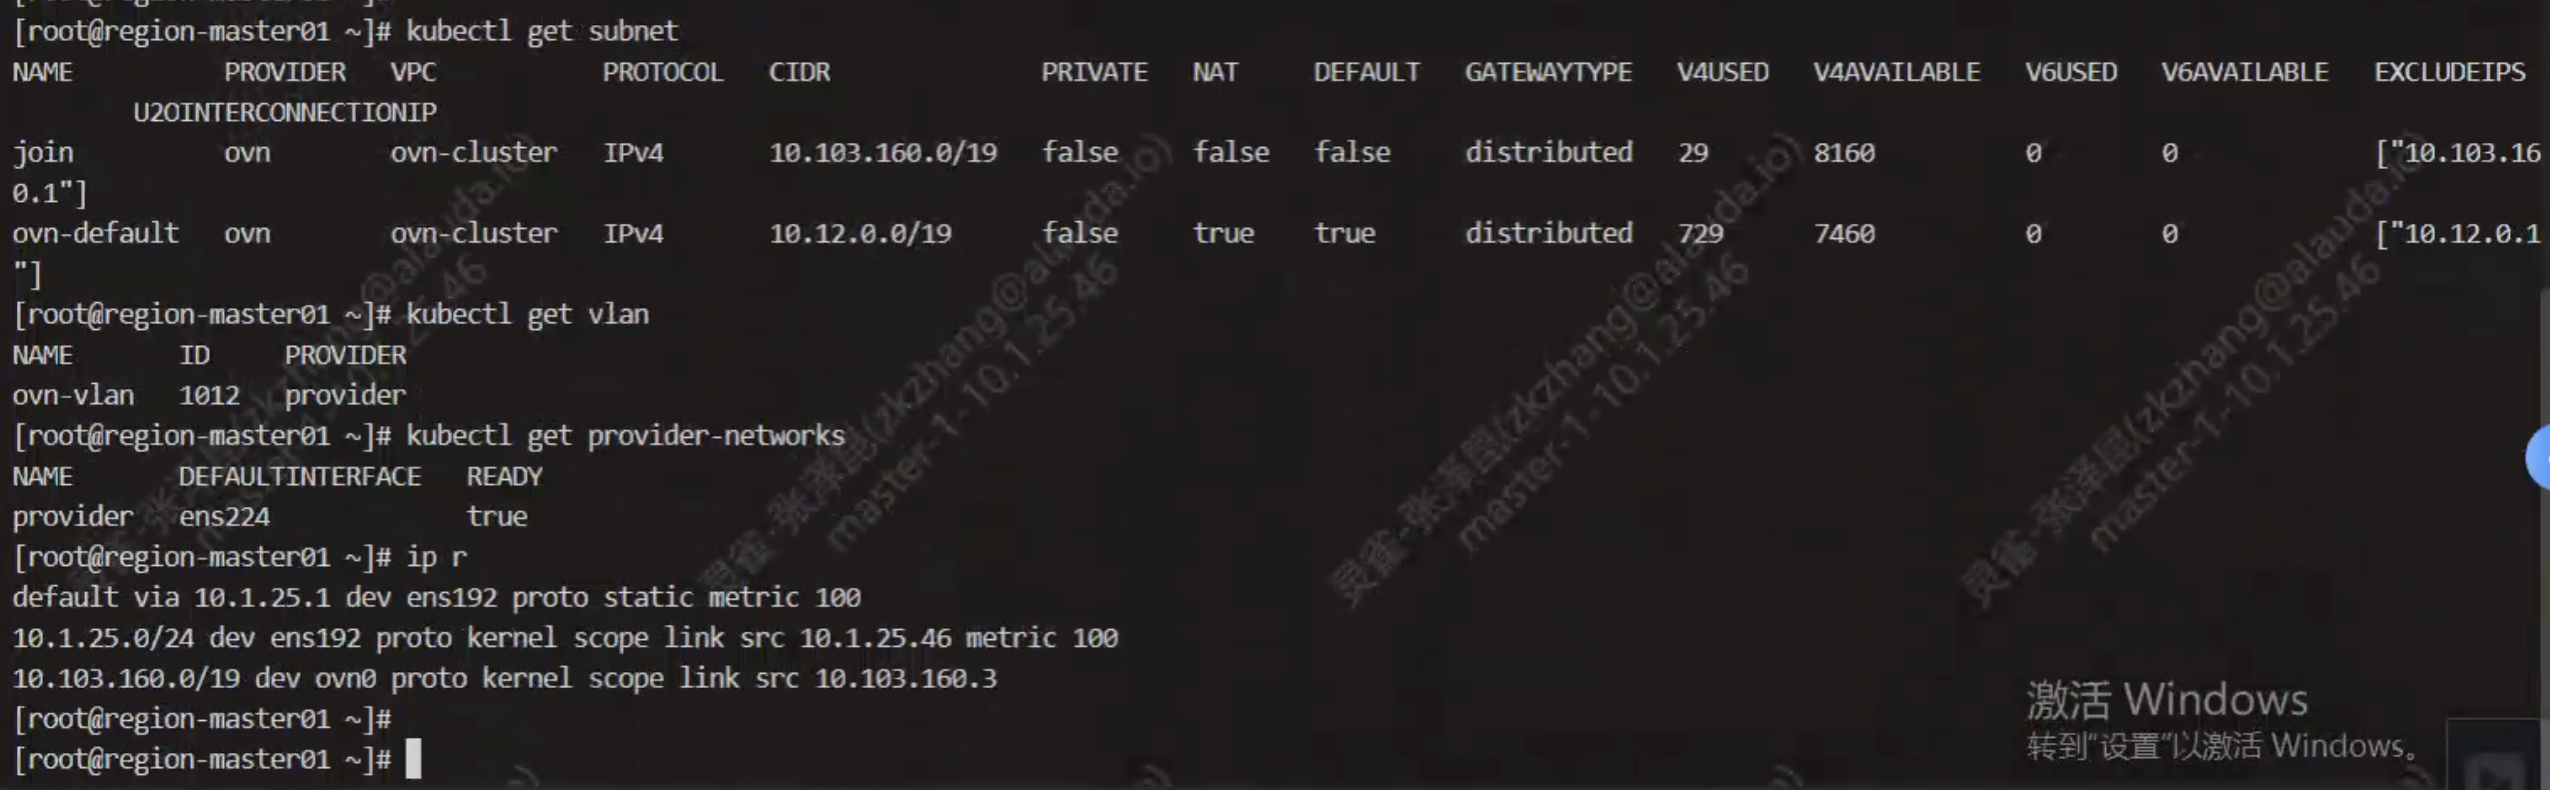 [root@region-master01 ~]#
[root@region-master01 ~]# kubectl get subnet
NAME          PROVIDER   VPC           PROTOCOL   CIDR              PRIVATE   NAT     DEFAULT   GATEWAYTYPE   V4USED   V4AVAILABLE   V6USED   V6AVAILABLE   EXCLUDEIPS
        U2OINTERCONNECTIONIP
join          ovn        ovn-cluster   IPv4       10.103.160.0/19   false     false   false     distributed   29       8160          0        0             ["10.103.16
0.1"]
ovn-default   ovn        ovn-cluster   IPv4       10.12.0.0/19      false     true    true      distributed   729      7460          0        0             ["10.12.0.1
"]
[root@region-master01 ~]# kubectl get vlan
NAME       ID     PROVIDER
ovn-vlan   1012   provider
[root@region-master01 ~]# kubectl get provider-networks
NAME       DEFAULTINTERFACE   READY
provider   ens224             true
[root@region-master01 ~]# ip r
default via 10.1.25.1 dev ens192 proto static metric 100
10.1.25.0/24 dev ens192 proto kernel scope link src 10.1.25.46 metric 100
10.103.160.0/19 dev ovn0 proto kernel scope link src 10.103.160.3
[root@region-master01 ~]#
[root@region-master01 ~]#
灵雀-张泽昆(zkzhang@alauda.io)
master-1-10.1.25.46
灵雀-张泽昆(zkzhang@alauda.io)
master-1-10.1.25.46
灵雀-张泽昆(zkzhang@alauda.io)
master-1-10.1.25.46
激活 Windows
转到"设置"以激活 Windows。